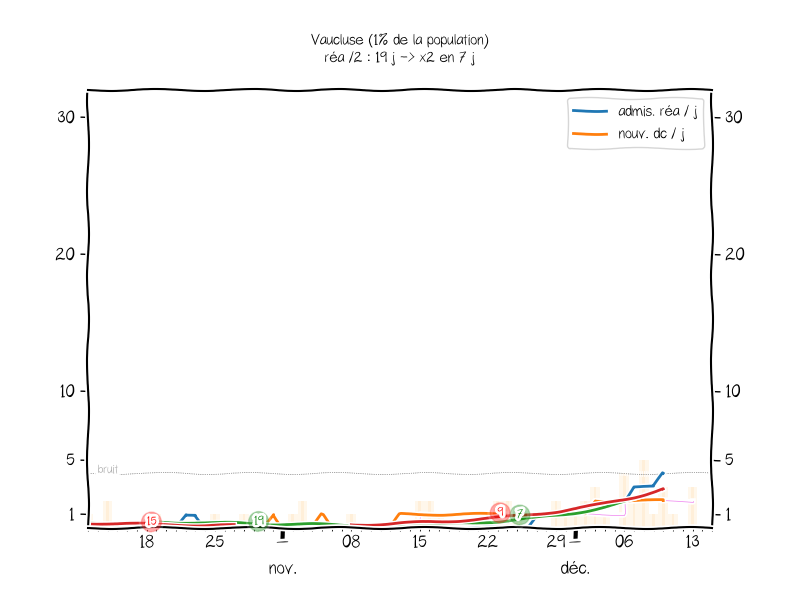 Vaucluse (1% de la population)
réa /2 : 19 j -> x2 en 7 j
admis. réa / j
nouv. dc / j
30 30
20 20
10 10
5 5
bruit
1 1
15 19 9 7
18 25 08 15 22 29 06 13
nov. déc.